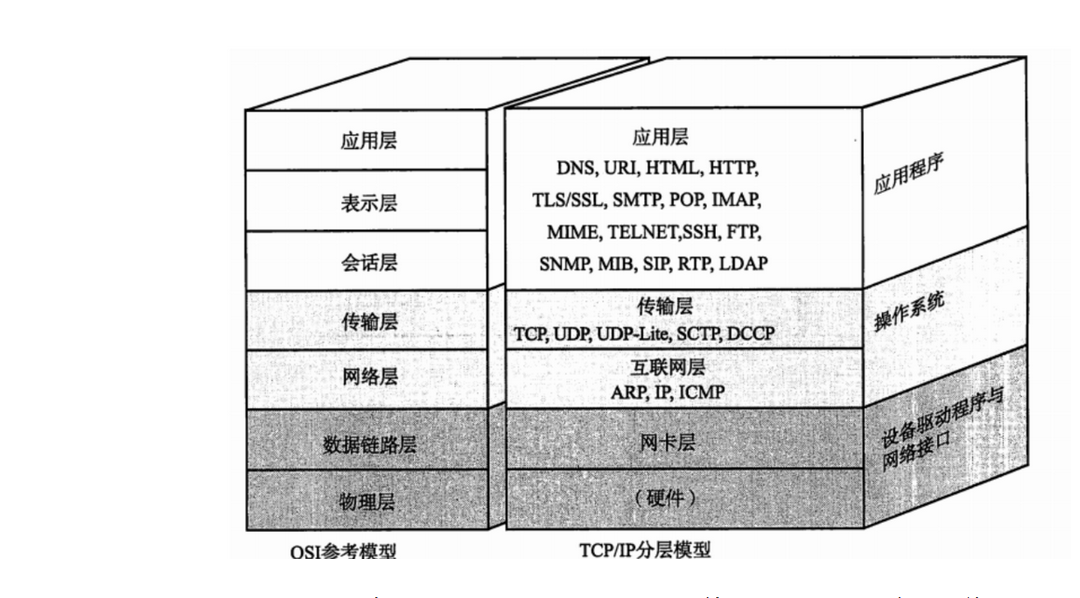 应用层
表示层
会话层
传输层
网络层
数据链路层
物理层
OSI参考模型
应用层
DNS, URI, HTML, HTTP,
TLS/SSL, SMTP, POP, IMAP,
MIME, TELNET,SSH, FTP,
SNMP, MIB, SIP, RTP, LDAP
传输层
TCP, UDP, UDP-Lite, SCTP, DCCP
互联网层
ARP, IP, ICMP
网卡层
（硬件）
TCP/IP分层模型
应用程序
操作系统
设备驱动程序与
网络接口